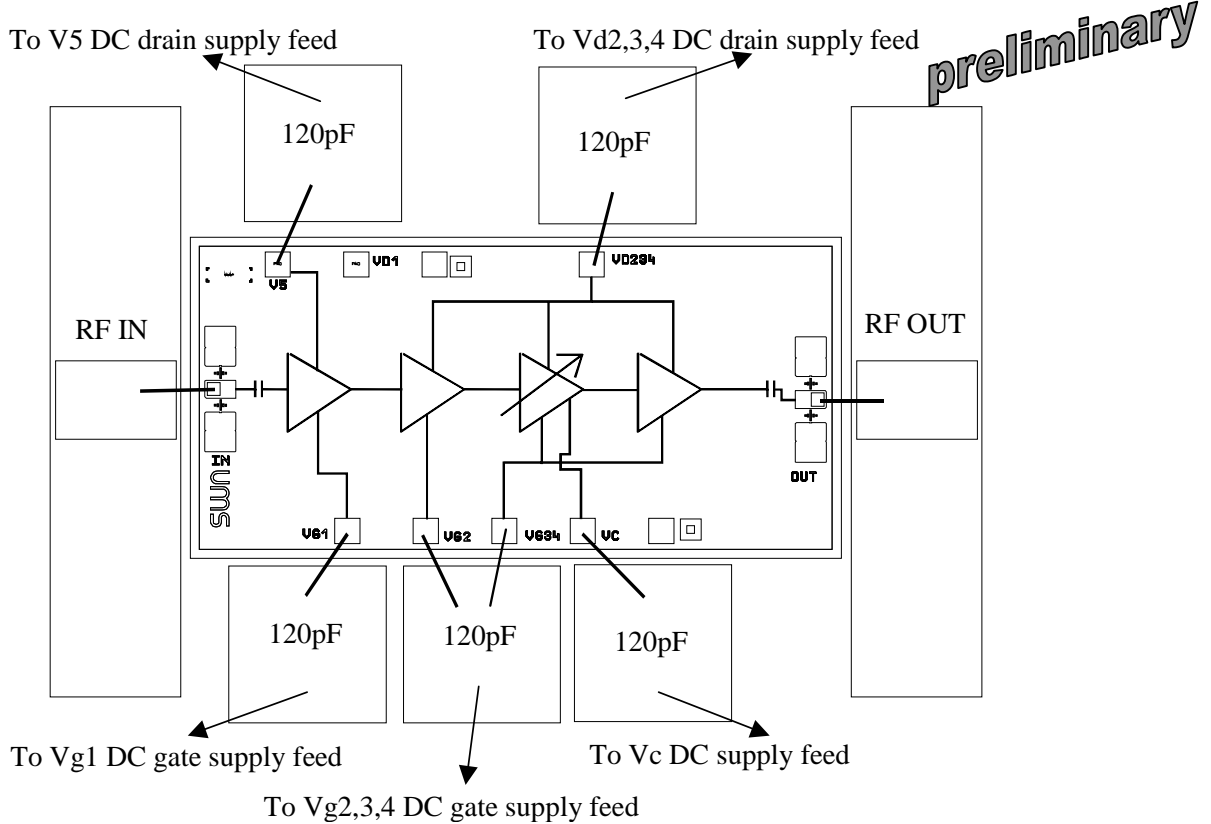 preliminary
To V5 DC drain supply feed
To Vd2,3,4 DC drain supply feed
120pF
120pF
V5
VD1
VD234
RF IN
RF OUT
IN
OUT
ums
VG1
VG2
VG34
VC
120pF
120pF
120pF
To Vg1 DC gate supply feed
To Vc DC supply feed
To Vg2,3,4 DC gate supply feed